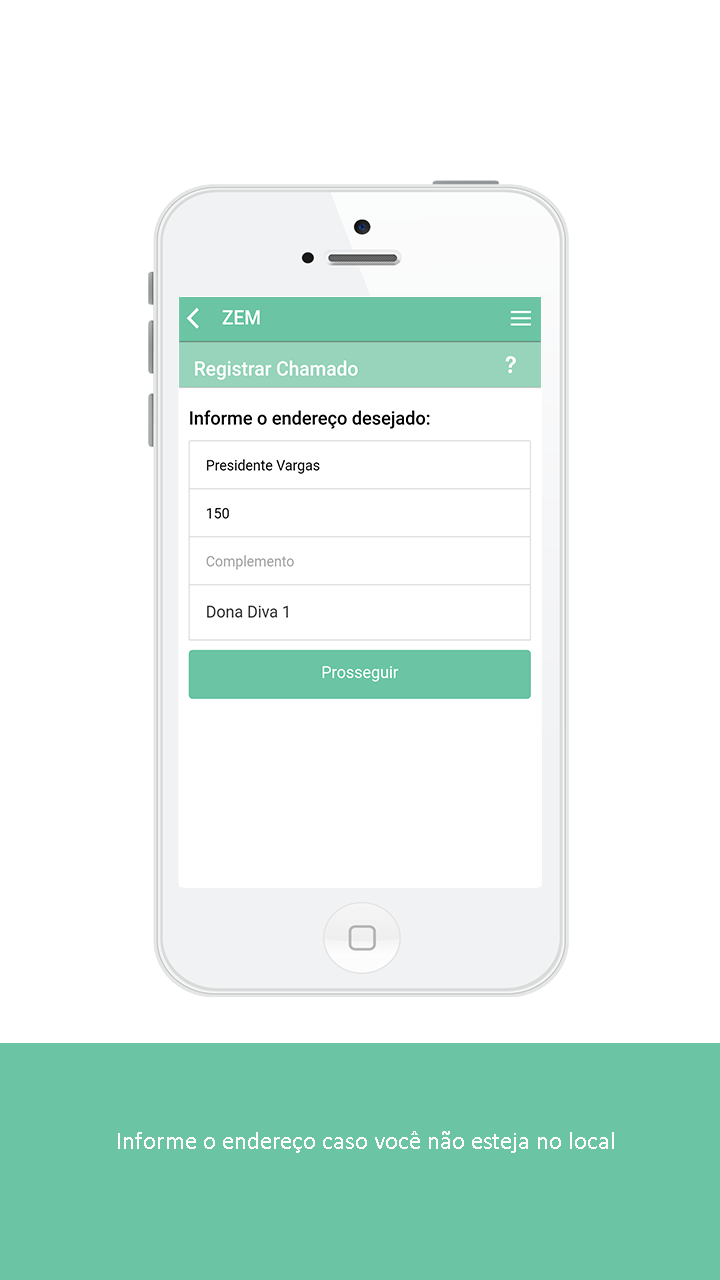 ZEM
Registrar Chamado ?
Informe o endereço desejado:
Presidente Vargas
150
Complemento
Dona Diva 1
Prosseguir
Informe o endereço caso você não esteja no local